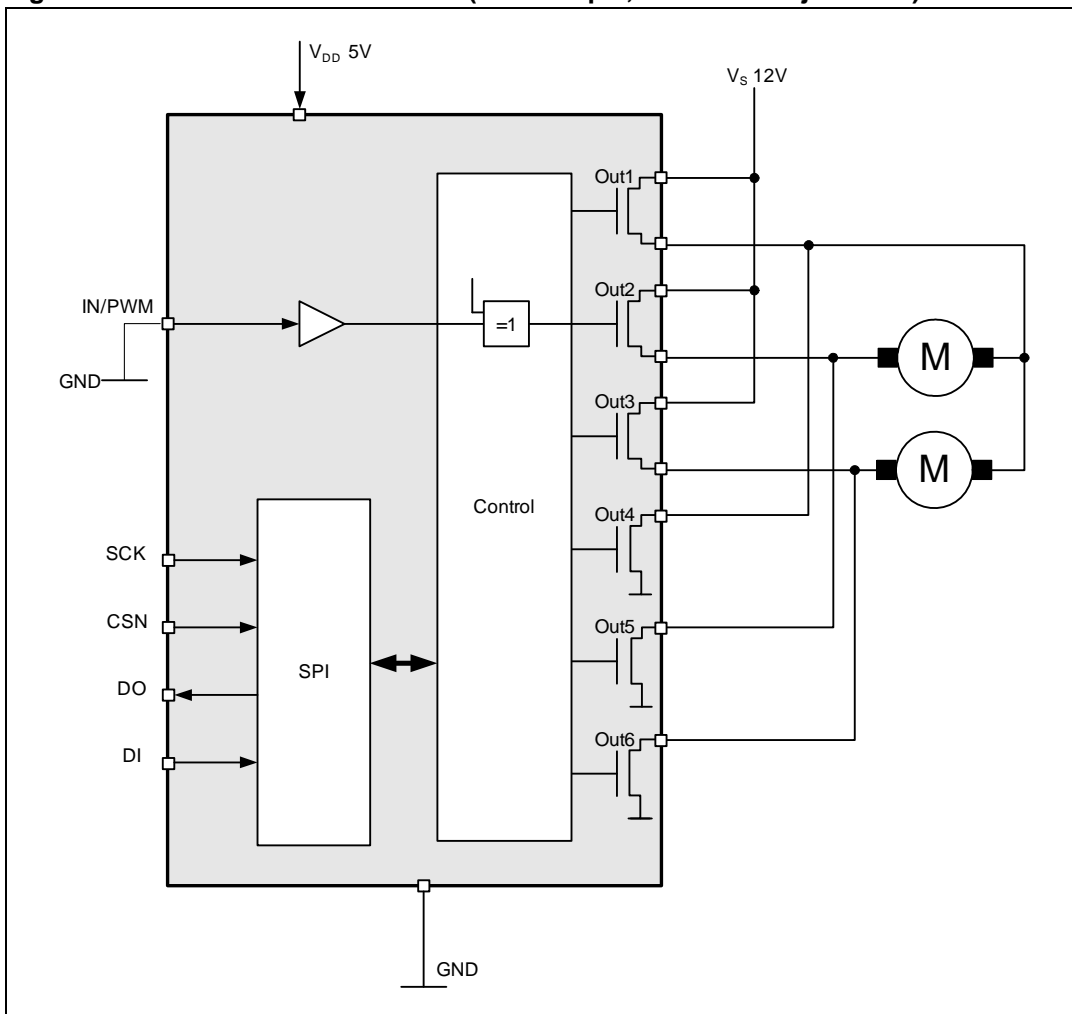 V_DD 5V
V_S 12V
Out1
IN/PWM
Out2
=1
M
GND
Out3
M
Control
Out4
SCK
CSN
Out5
SPI
DO
Out6
DI
GND